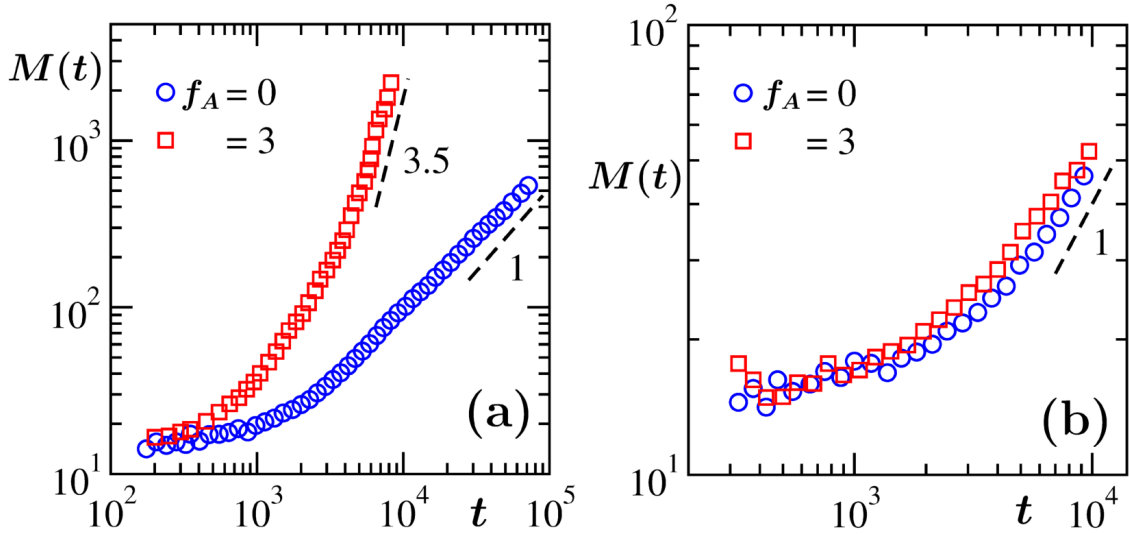 M(t)
f_A = 0
= 3
3.5
1
(a)
10^3
10^2
10^1
10^2
10^3
10^4
10^5
t
10^2
M(t)
f_A = 0
= 3
1
(b)
10^1
10^3
10^4
t